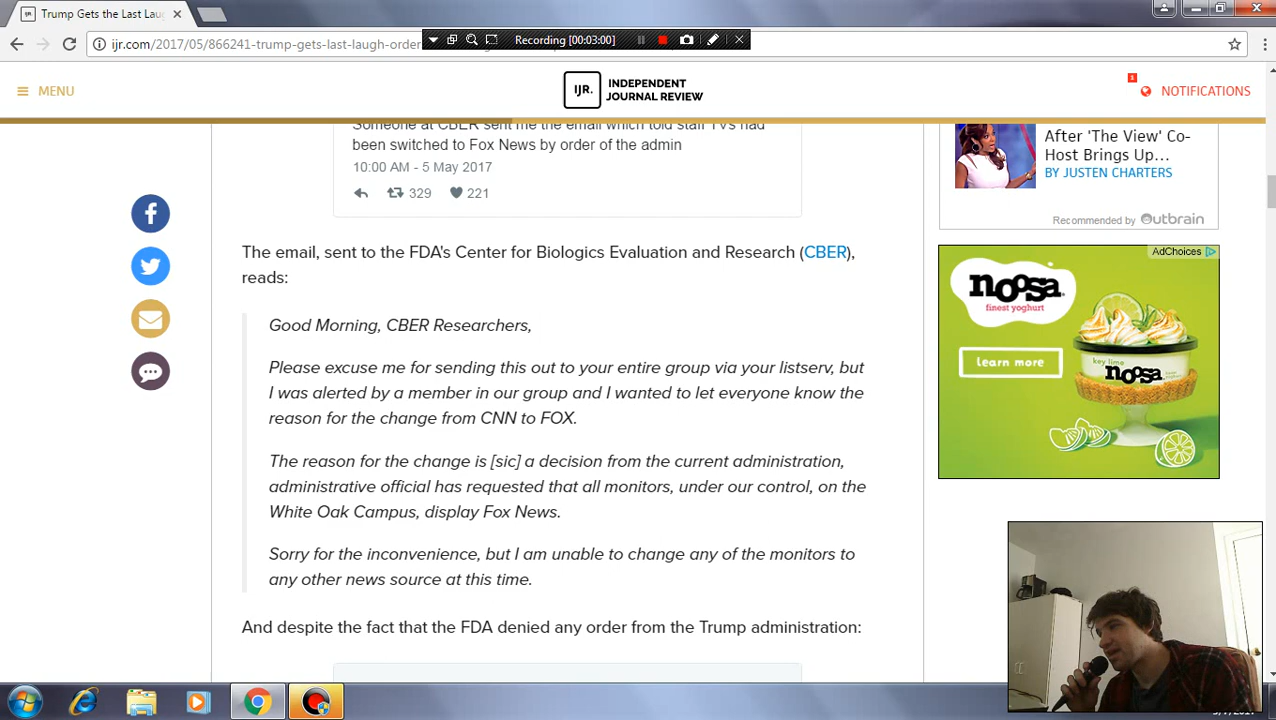 Trump Gets the Last Lau
ijr.com/2017/05/866241-trump-gets-last-laugh-order
Recording [00:03:00]
MENU
IJR.
INDEPENDENT
JOURNAL REVIEW
1
NOTIFICATIONS
Someone at CBER sent me the email which told staff TVs had
been switched to Fox News by order of the admin
10:00 AM - 5 May 2017
329
221
After 'The View' Co-
Host Brings Up...
BY JUSTEN CHARTERS
Recommended by Outbrain
The email, sent to the FDA's Center for Biologics Evaluation and Research (CBER),
reads:
Good Morning, CBER Researchers,
Please excuse me for sending this out to your entire group via your listserv, but
I was alerted by a member in our group and I wanted to let everyone know the
reason for the change from CNN to FOX.
The reason for the change is [sic] a decision from the current administration,
administrative official has requested that all monitors, under our control, on the
White Oak Campus, display Fox News.
Sorry for the inconvenience, but I am unable to change any of the monitors to
any other news source at this time.
And despite the fact that the FDA denied any order from the Trump administration:
AdChoices
noosa
finest yoghurt
learn more
key lime
noosa